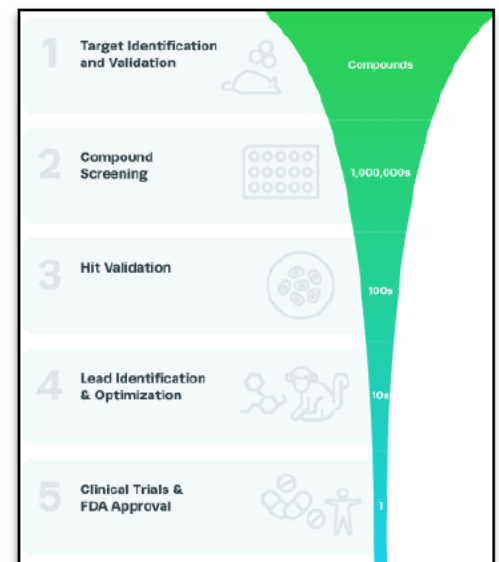 1
Target Identification
and Validation
Compounds
2
Compound
Screening
1,000,000s
3
Hit Validation
100s
4
Lead Identification
& Optimization
10s
5
Clinical Trials &
FDA Approval
1